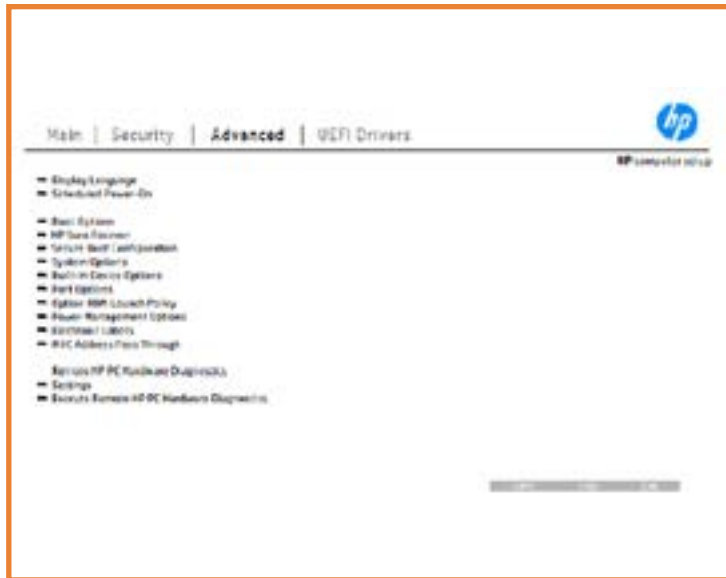 hp
Main | Security | Advanced | UEFI Drivers
HP computer setup
Display Language
Scheduled Power-On
Boot Options
HP Sure Recover
Secure Boot Configuration
System Options
Built-In Device Options
Port Options
Option ROM Launch Policy
Power Management Options
Electronic Labels
MAC Address Pass Through
Remote HP PC Hardware Diagnostics
Settings
Execute Remote HP PC Hardware Diagnostics